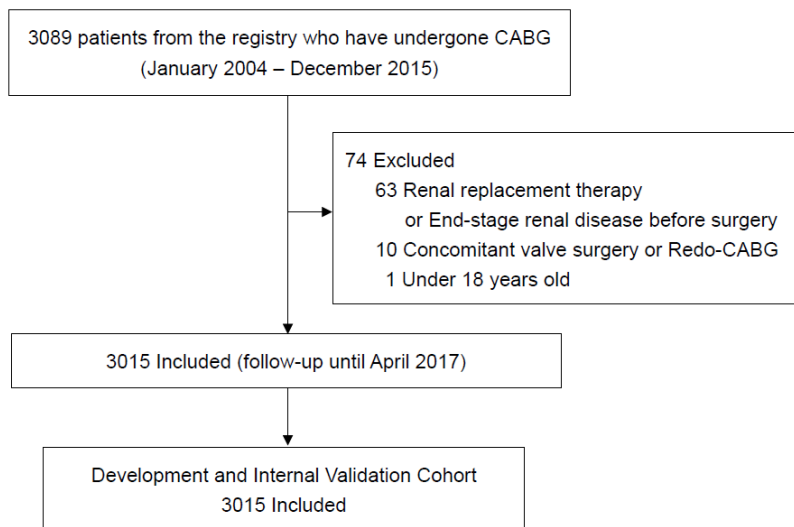 3089 patients from the registry who have undergone CABG
(January 2004 – December 2015)
74 Excluded
63 Renal replacement therapy
or End-stage renal disease before surgery
10 Concomitant valve surgery or Redo-CABG
1 Under 18 years old
3015 Included (follow-up until April 2017)
Development and Internal Validation Cohort
3015 Included